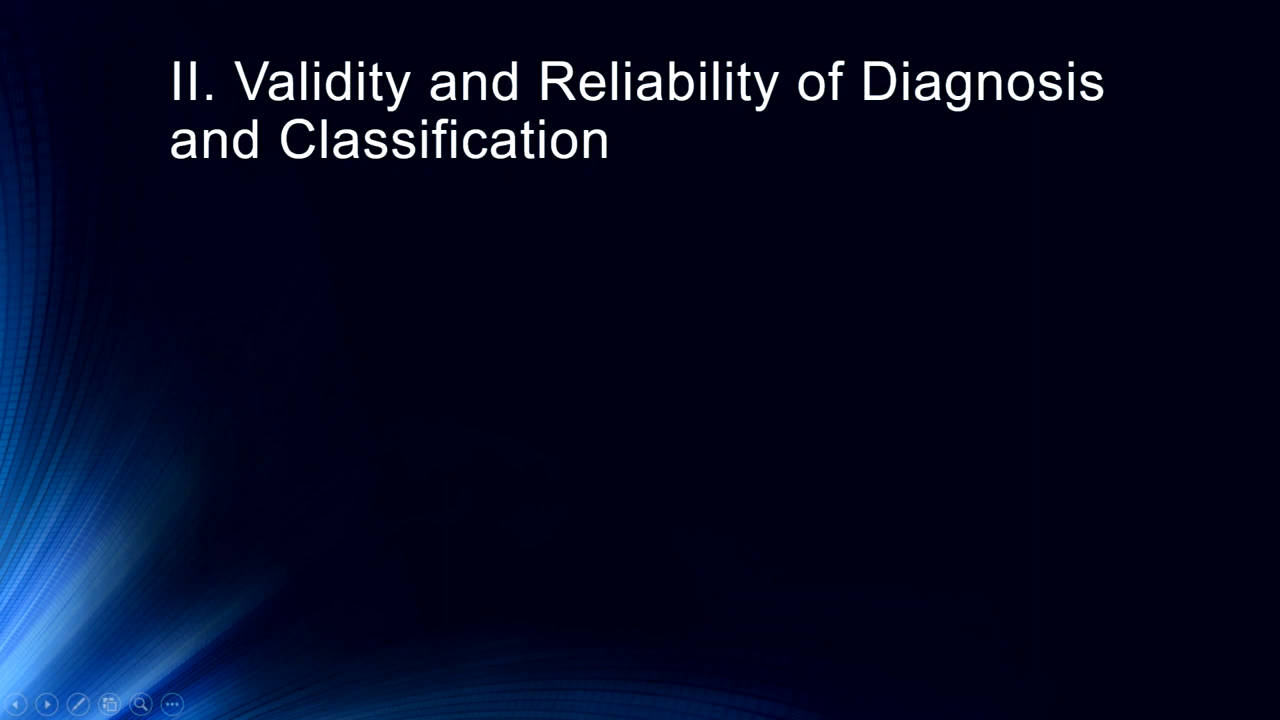 II. Validity and Reliability of Diagnosis
and Classification